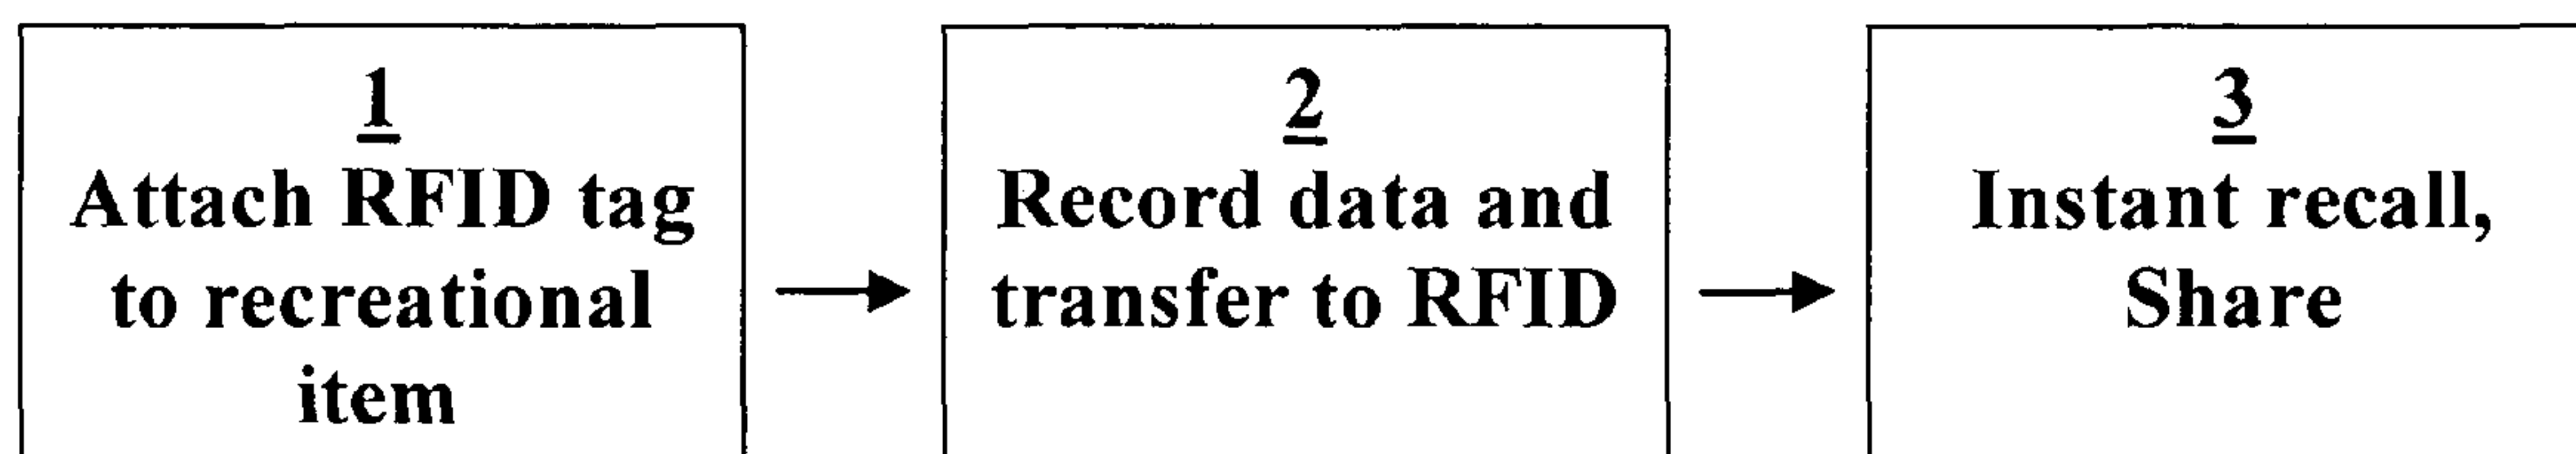 1
Attach RFID tag
to recreational
item
2
Record data and
transfer to RFID
3
Instant recall,
Share